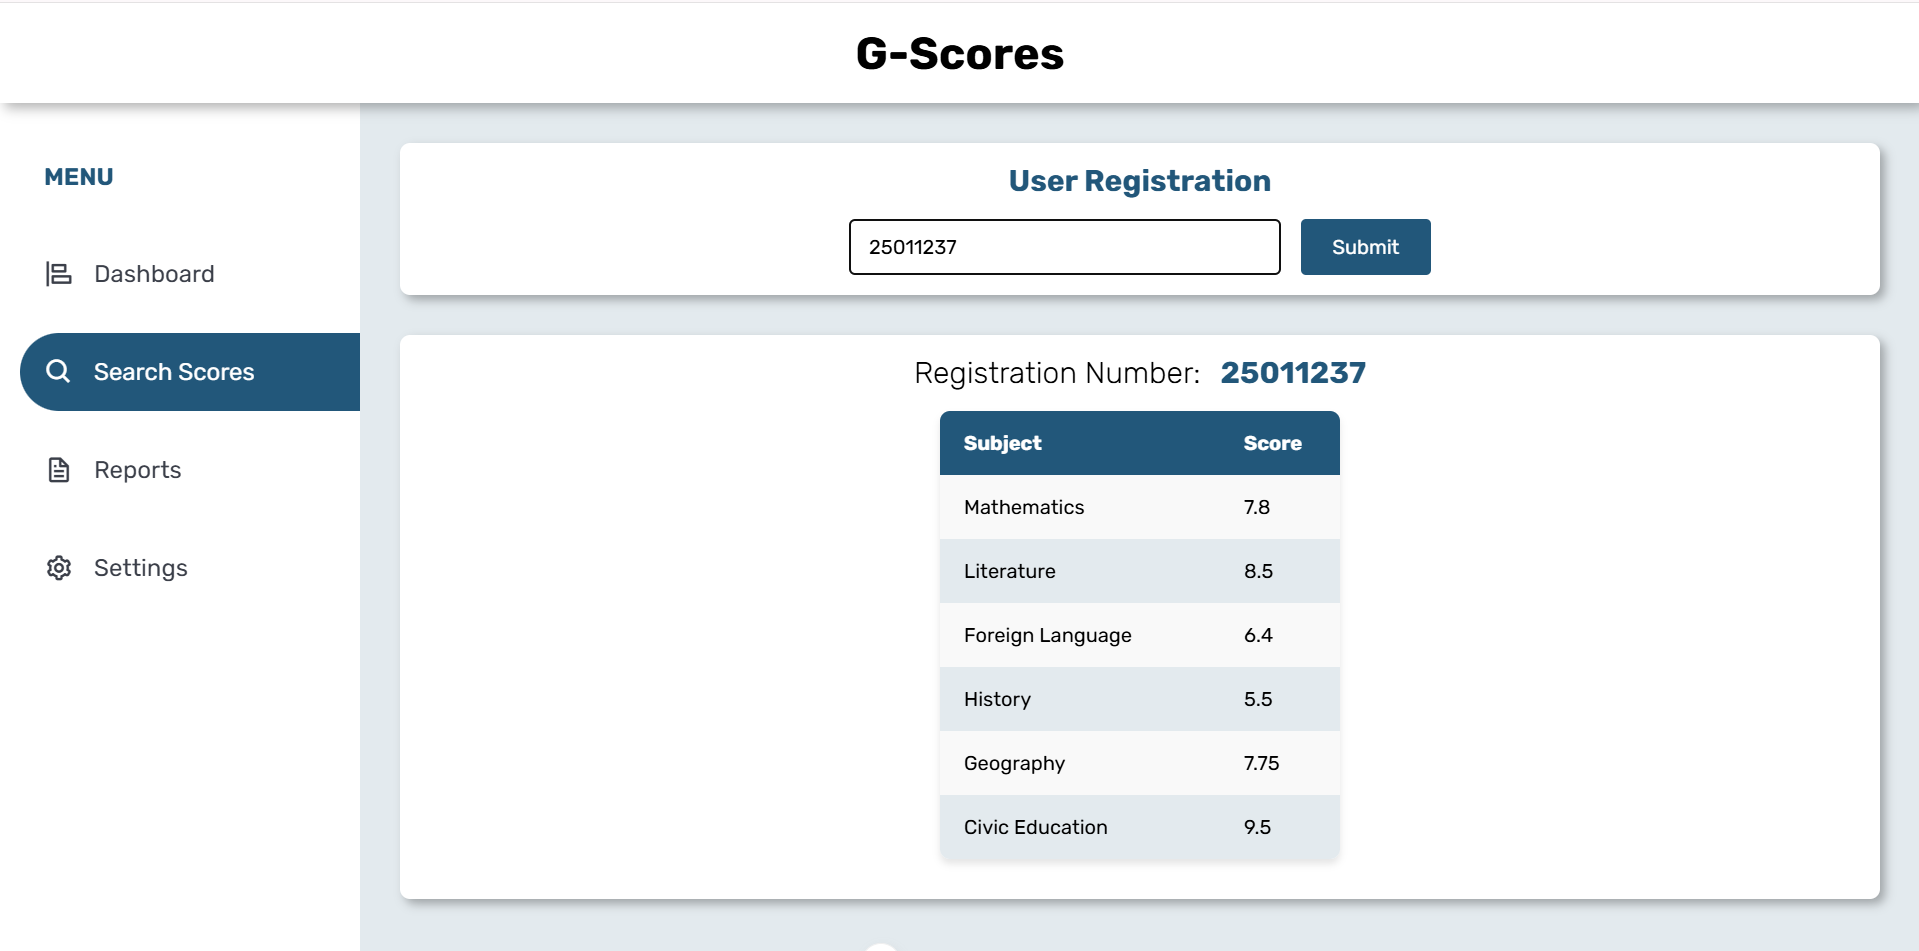 G-Scores
MENU
Dashboard
Search Scores
Reports
Settings
User Registration
25011237 Submit
Registration Number: 25011237
Subject Score
Mathematics 7.8
Literature 8.5
Foreign Language 6.4
History 5.5
Geography 7.75
Civic Education 9.5